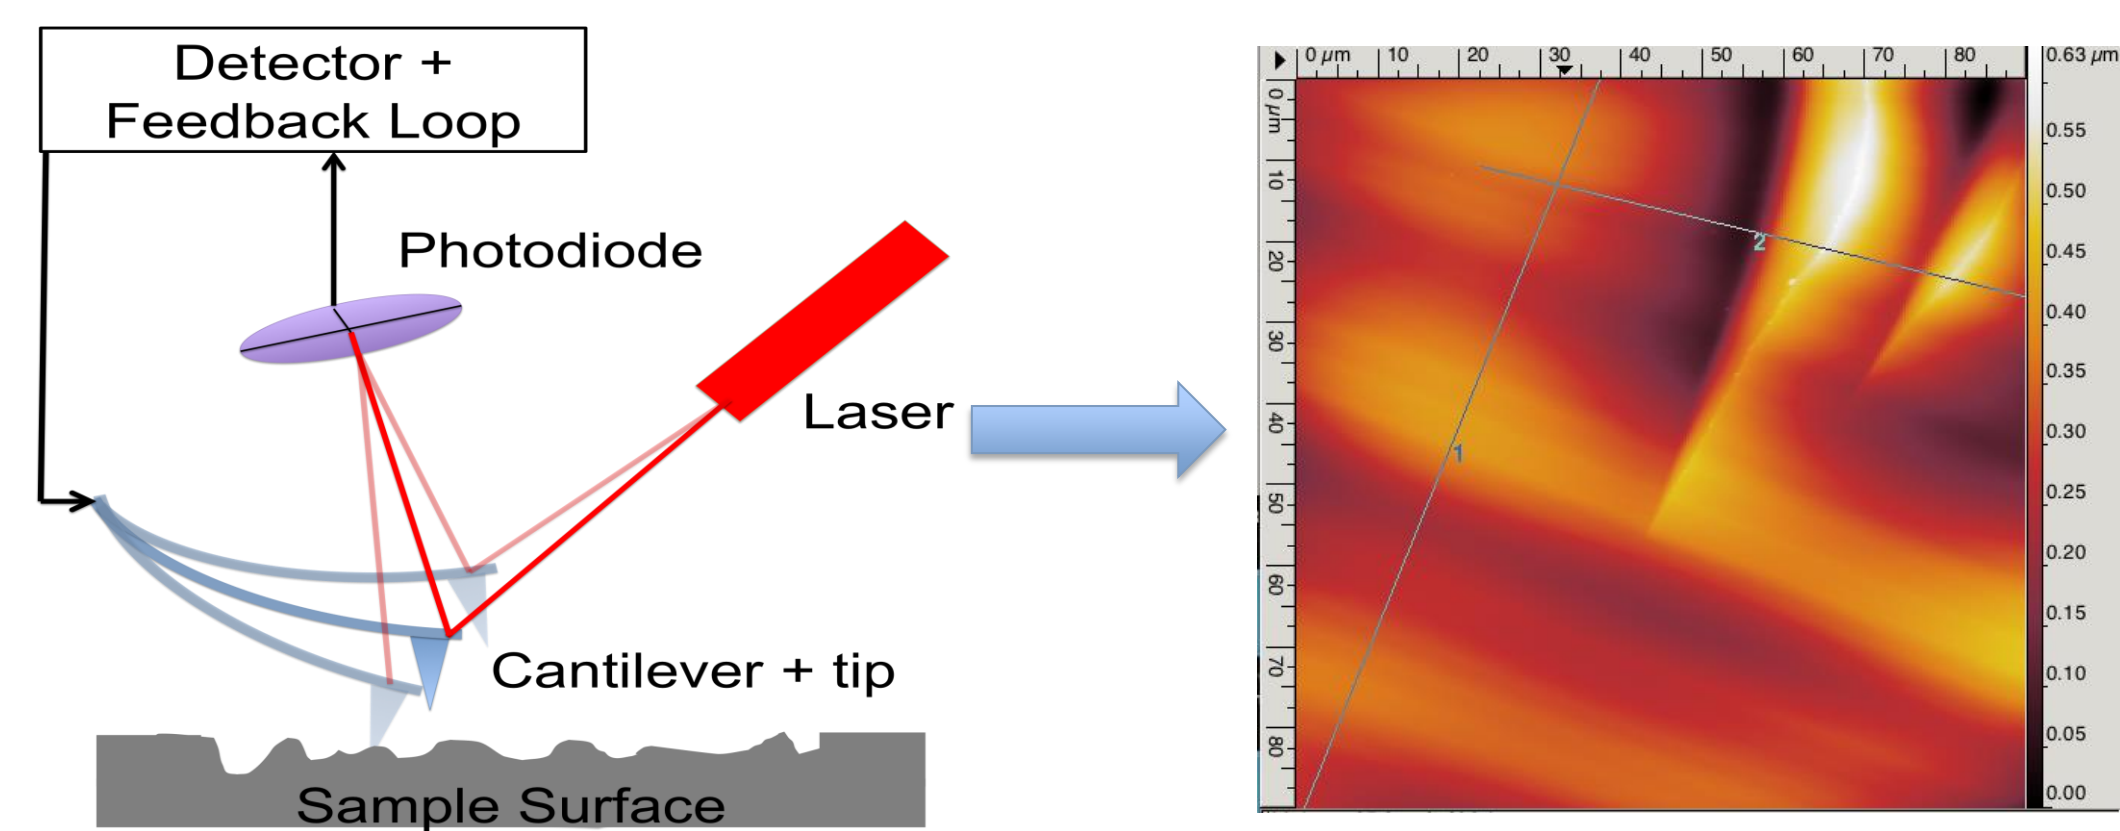 Detector +
Feedback Loop
Photodiode
Laser
Cantilever + tip
Sample Surface
0 µm 10 20 30 40 50 60 70 80
0 µm
10
20
30
40
50
60
70
80
2
1
0.63 µm
0.55
0.50
0.45
0.40
0.35
0.30
0.25
0.20
0.15
0.10
0.05
0.00